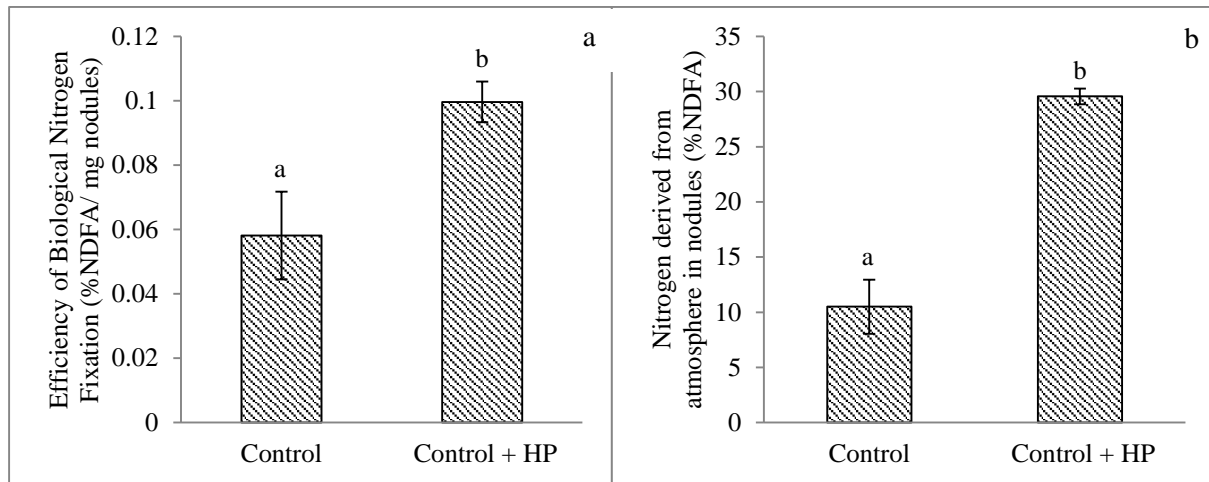 a
Efficiency of Biological Nitrogen
Fixation (%NDFA/ mg nodules)
0.12
0.1
0.08
0.06
0.04
0.02
0
a
b
Control
Control + HP
b
Nitrogen derived from
atmosphere in nodules (%NDFA)
35
30
25
20
15
10
5
0
a
b
Control
Control + HP